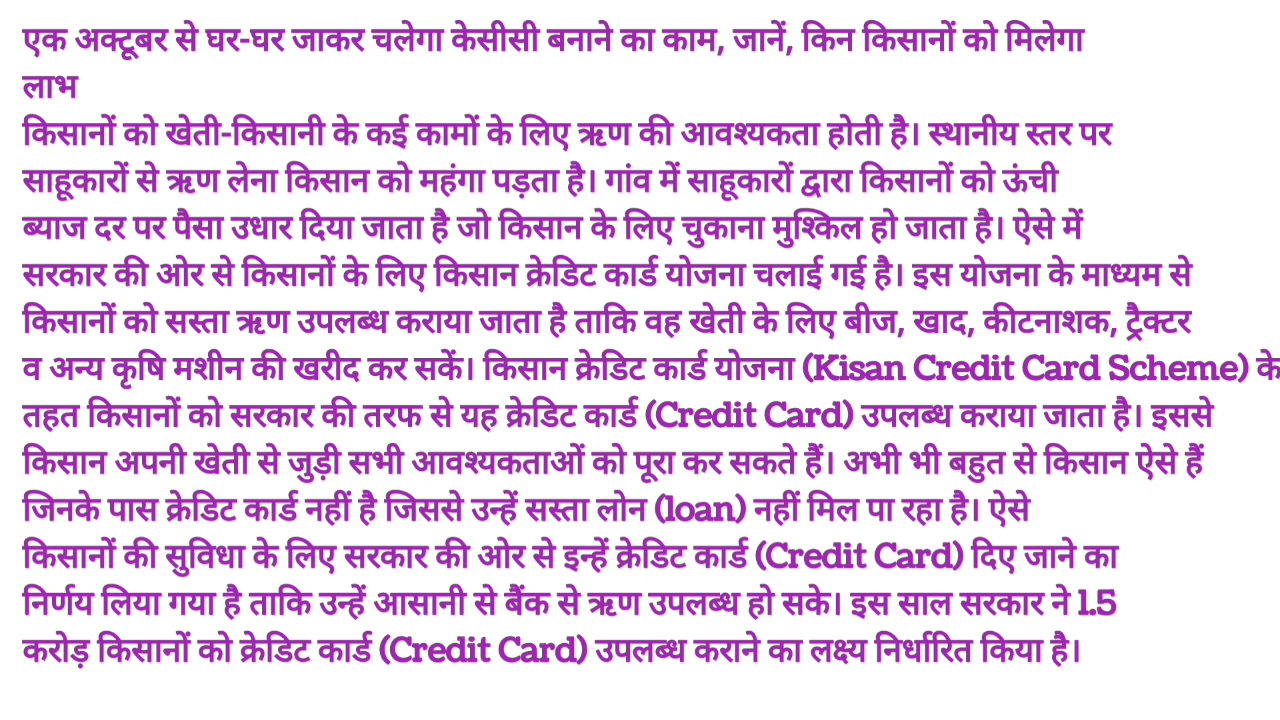 एक अक्टूबर से घर-घर जाकर चलेगा केसीसी बनाने का काम, जानें, किन किसानों को मिलेगा
लाभ
किसानों को खेती-किसानी के कई कामों के लिए ऋण की आवश्यकता होती है। स्थानीय स्तर पर
साहूकारों से ऋण लेना किसान को महंगा पड़ता है। गांव में साहूकारों द्वारा किसानों को ऊंची
ब्याज दर पर पैसा उधार दिया जाता है जो किसान के लिए चुकाना मुश्किल हो जाता है। ऐसे में
सरकार की ओर से किसानों के लिए किसान क्रेडिट कार्ड योजना चलाई गई है। इस योजना के माध्यम से
किसानों को सस्ता ऋण उपलब्ध कराया जाता है ताकि वह खेती के लिए बीज, खाद, कीटनाशक, ट्रैक्टर
व अन्य कृषि मशीन की खरीद कर सकें। किसान क्रेडिट कार्ड योजना (Kisan Credit Card Scheme) के
तहत किसानों को सरकार की तरफ से यह क्रेडिट कार्ड (Credit Card) उपलब्ध कराया जाता है। इससे
किसान अपनी खेती से जुड़ी सभी आवश्यकताओं को पूरा कर सकते हैं। अभी भी बहुत से किसान ऐसे हैं
जिनके पास क्रेडिट कार्ड नहीं है जिससे उन्हें सस्ता लोन (loan) नहीं मिल पा रहा है। ऐसे
किसानों की सुविधा के लिए सरकार की ओर से इन्हें क्रेडिट कार्ड (Credit Card) दिए जाने का
निर्णय लिया गया है ताकि उन्हें आसानी से बैंक से ऋण उपलब्ध हो सके। इस साल सरकार ने 1.5
करोड़ किसानों को क्रेडिट कार्ड (Credit Card) उपलब्ध कराने का लक्ष्य निर्धारित किया है।